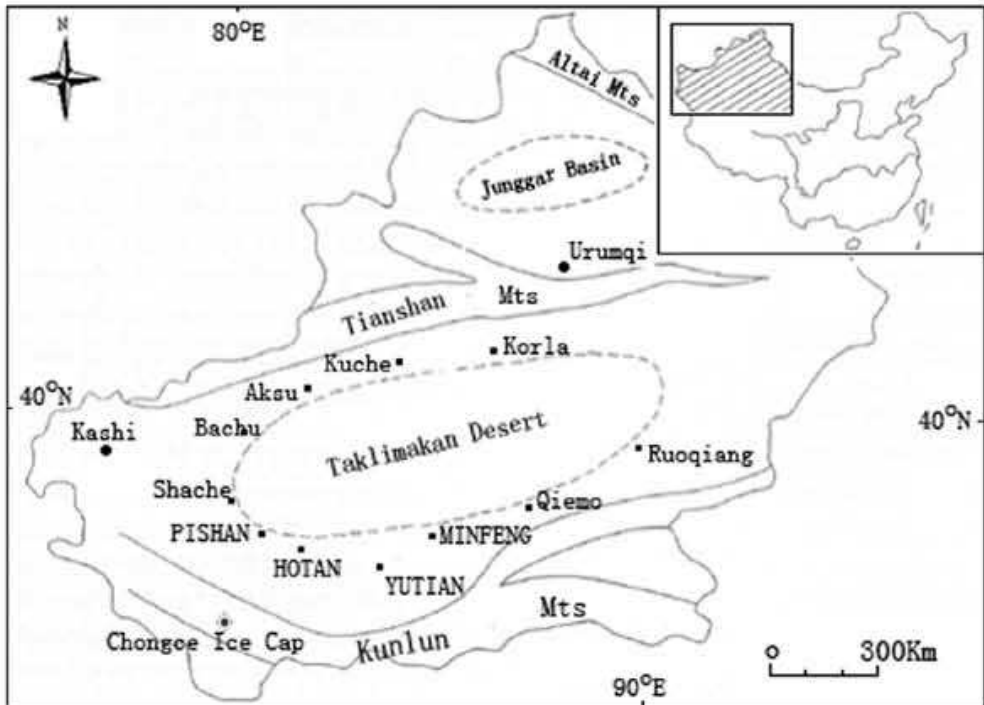 80°E
N
Altai Mts
Junggar Basin
Urumqi
Tianshan Mts
Korla
Kuche
Aksu
40°N
40°N
Bachu
Kashi
Taklimakan Desert
Ruoqiang
Shache
Qiemo
PISHAN
MINFENG
HOTAN
YUTIAN
Mts
Chongce Ice Cap
Kunlun
0 300Km
90°E